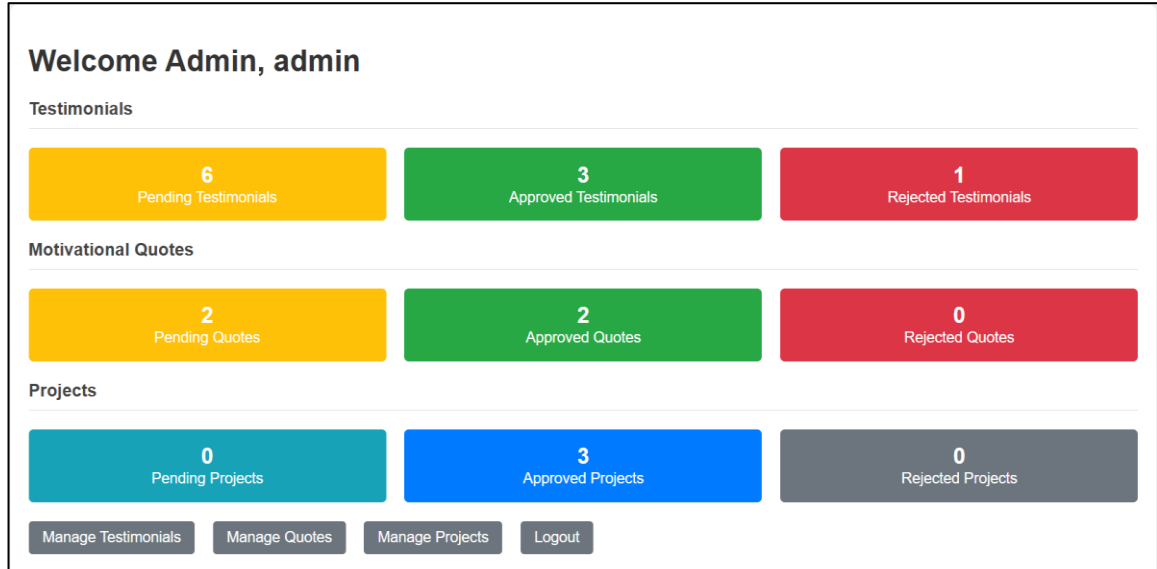 Welcome Admin, admin
Testimonials
6
Pending Testimonials
3
Approved Testimonials
1
Rejected Testimonials
Motivational Quotes
2
Pending Quotes
2
Approved Quotes
0
Rejected Quotes
Projects
0
Pending Projects
3
Approved Projects
0
Rejected Projects
Manage Testimonials
Manage Quotes
Manage Projects
Logout